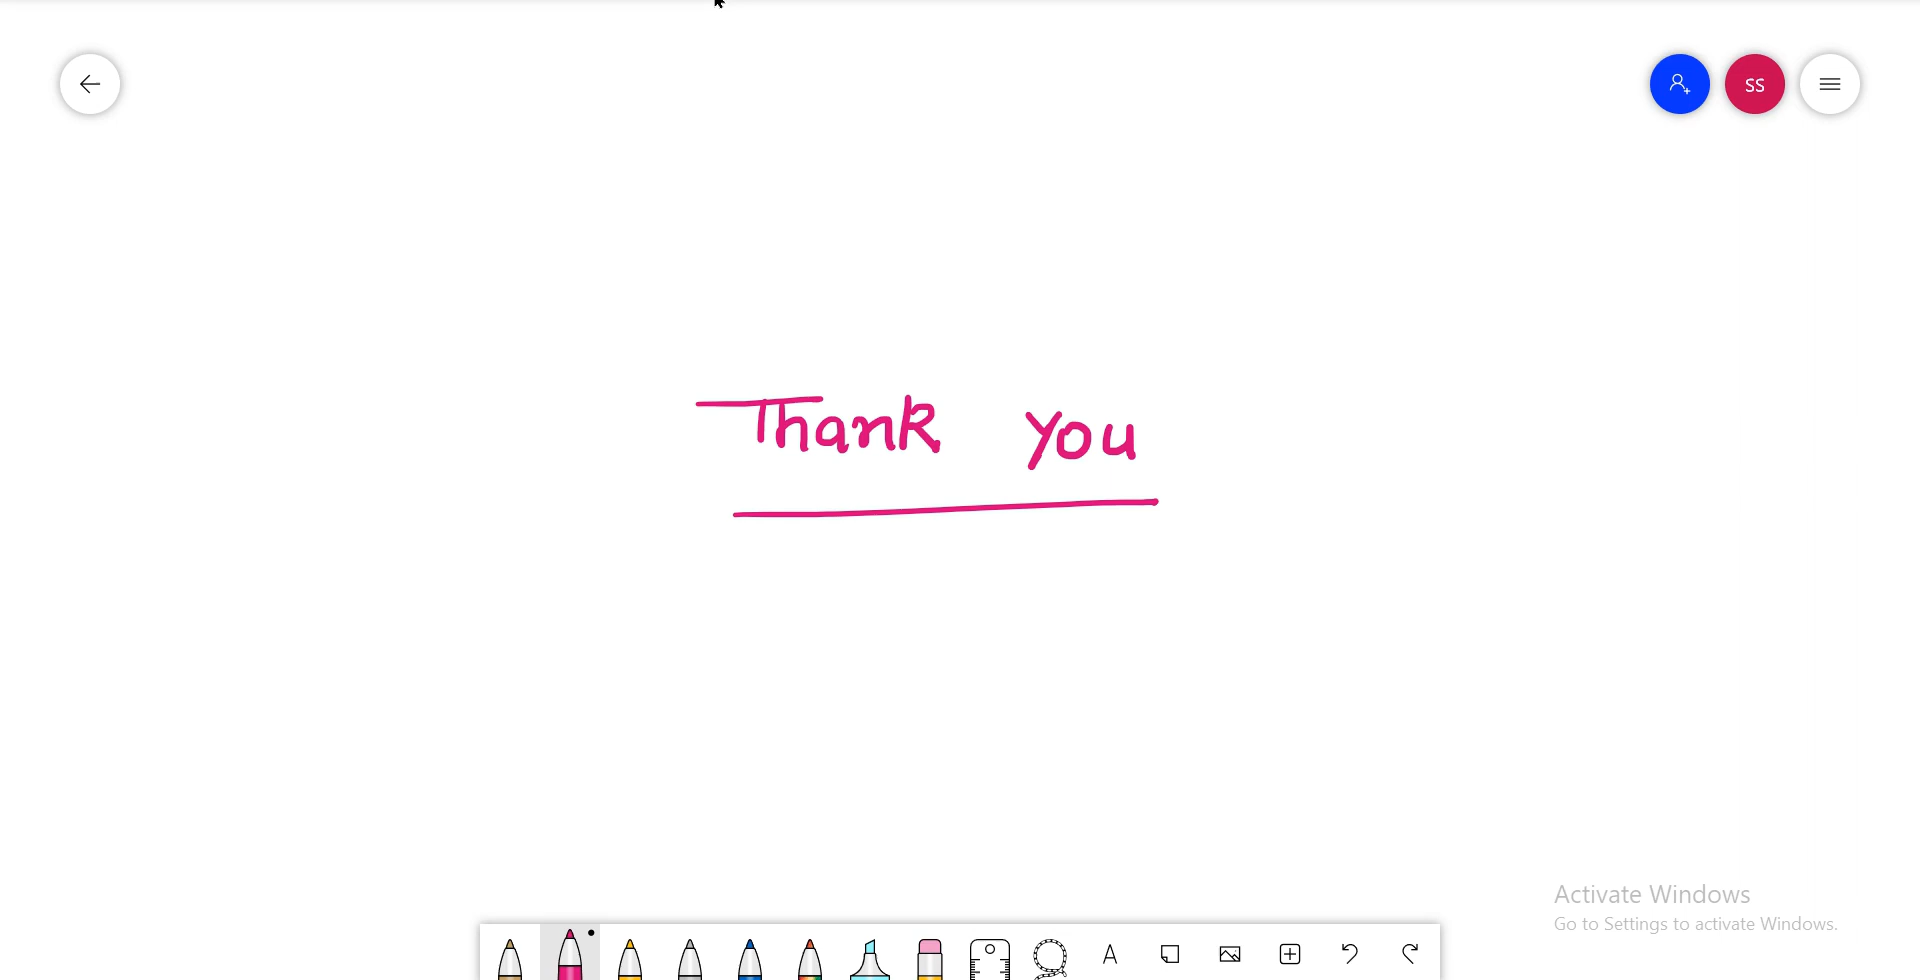 SS
Thank You
A
Activate Windows
Go to Settings to activate Windows.